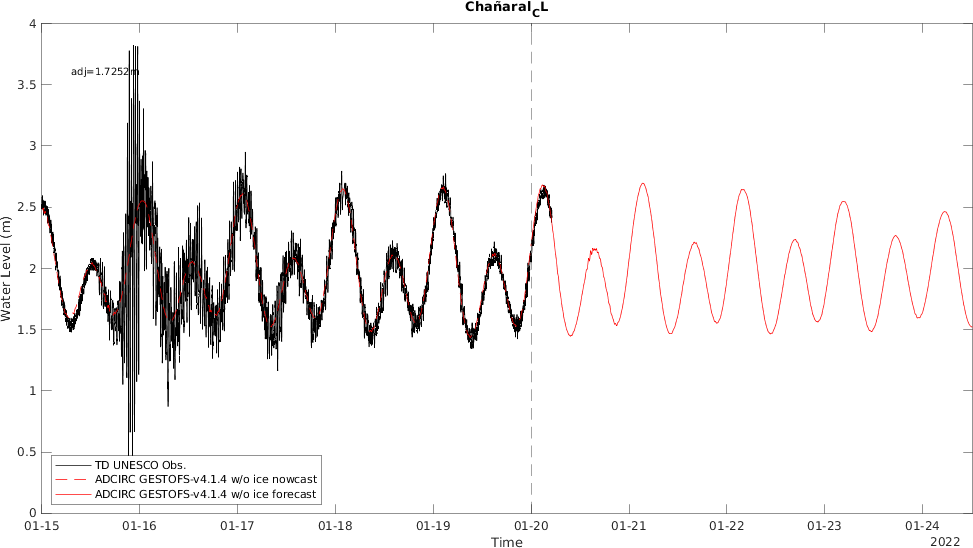 Chañaral_CL
4
3.5
3
2.5
2
1.5
1
0.5
0
Water Level (m)
adj=1.7252m
TD UNESCO Obs.
ADCIRC GESTOFS-v4.1.4 w/o ice nowcast
ADCIRC GESTOFS-v4.1.4 w/o ice forecast
01-15 01-16 01-17 01-18 01-19 01-20 01-21 01-22 01-23 01-24
Time
2022